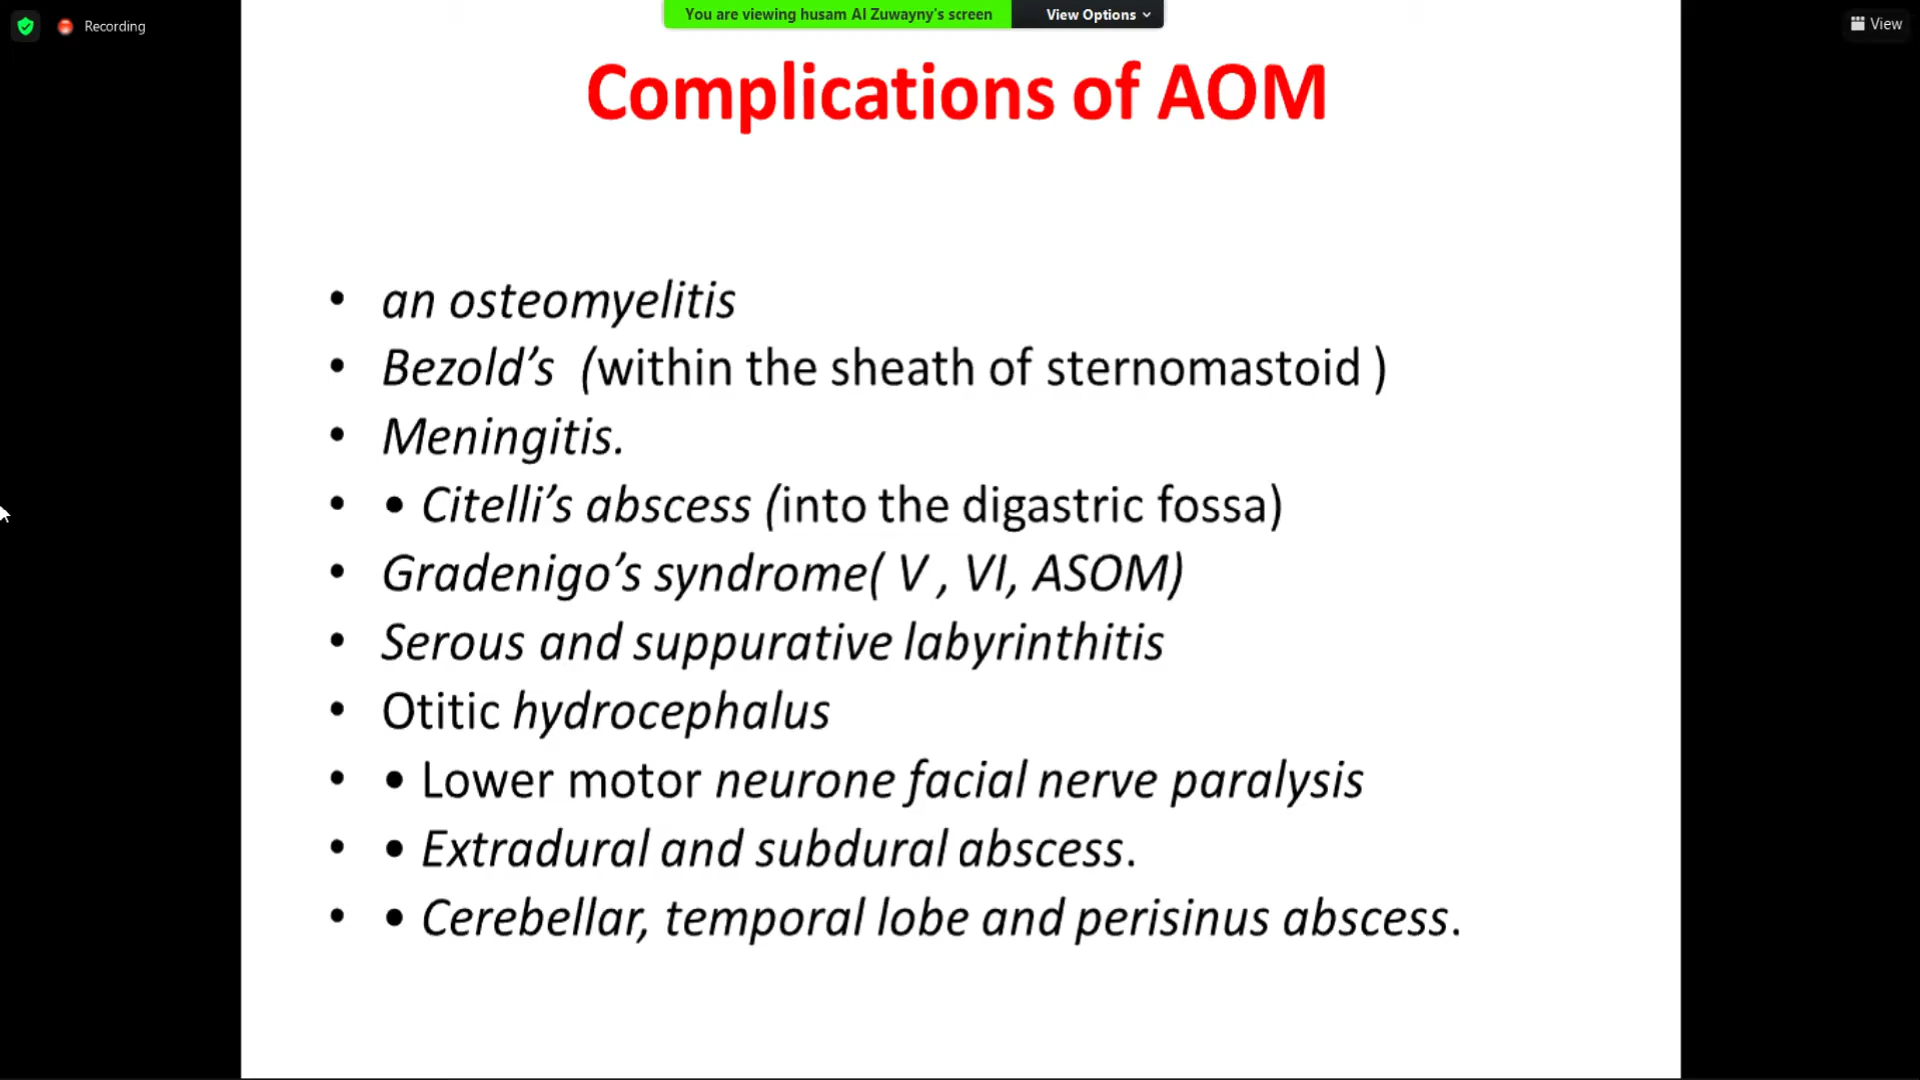 Recording
You are viewing husam Al Zuwayny's screen
View Options
View
Complications of AOM
• an osteomyelitis
• Bezold’s (within the sheath of sternomastoid )
• Meningitis.
• • Citelli’s abscess (into the digastric fossa)
• Gradenigo’s syndrome( V , VI, ASOM)
• Serous and suppurative labyrinthitis
• Otitic hydrocephalus
• • Lower motor neurone facial nerve paralysis
• • Extradural and subdural abscess.
• • Cerebellar, temporal lobe and perisinus abscess.